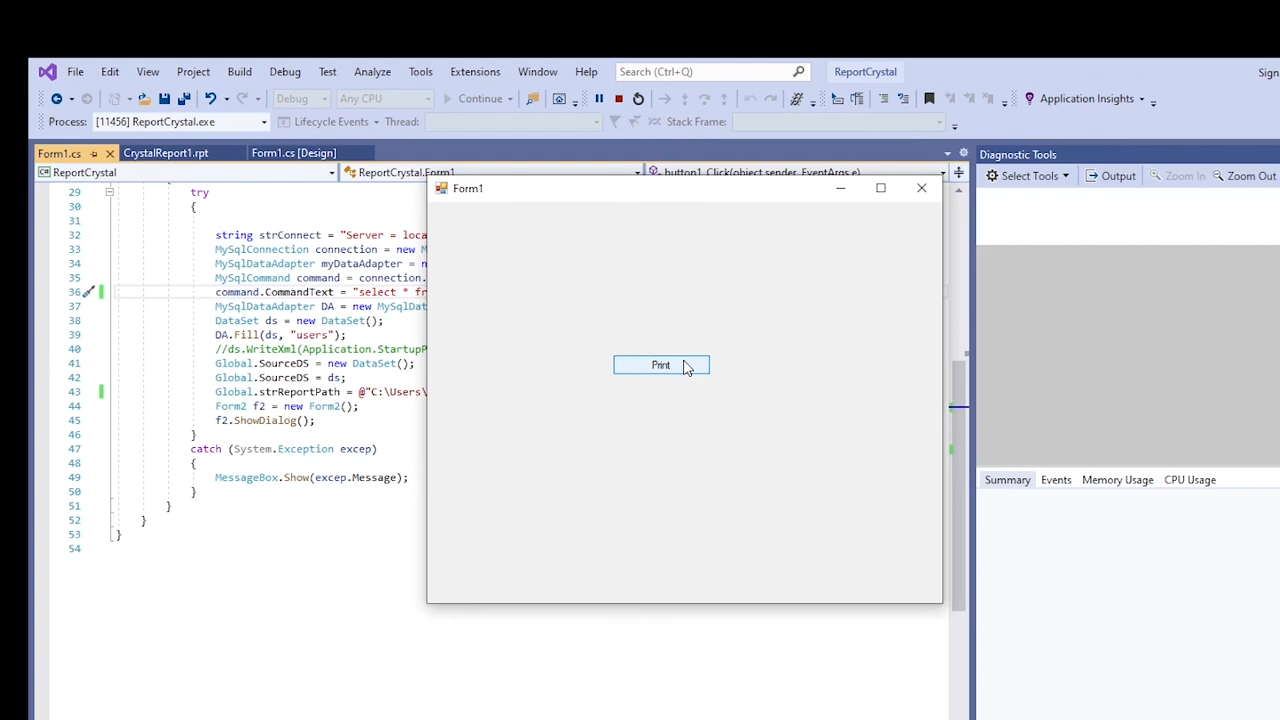 File Edit View Project Build Debug Test Analyze Tools Extensions Window Help Search (Ctrl+Q) ReportCrystal Sign
Debug Any CPU Continue Application Insights
Process: [11456] ReportCrystal.exe Lifecycle Events Thread: Stack Frame:
Form1.cs CrystalReport1.rpt Form1.cs [Design]
Diagnostic Tools
ReportCrystal ReportCrystal.Form1 button1_Click(object sender, EventArgs e)
Select Tools Output Zoom In Zoom Out
Form1
29 try
30 {
31
32 string strConnect = "Server = loca
33 MySqlConnection connection = new M
34 MySqlDataAdapter myDataAdapter = n
35 MySqlCommand command = connection.
36 command.CommandText = "select * fr
37 MySqlDataAdapter DA = new MySqlDat
38 DataSet ds = new DataSet();
39 DA.Fill(ds, "users");
40 //ds.WriteXml(Application.StartupP
41 Global.SourceDS = new DataSet();
42 Global.SourceDS = ds;
43 Global.strReportPath = @"C:\Users\
44 Form2 f2 = new Form2();
45 f2.ShowDialog();
46 }
47 catch (System.Exception excep)
48 {
49 MessageBox.Show(excep.Message);
50 }
51 }
52 }
53 }
54
Print
Summary Events Memory Usage CPU Usage